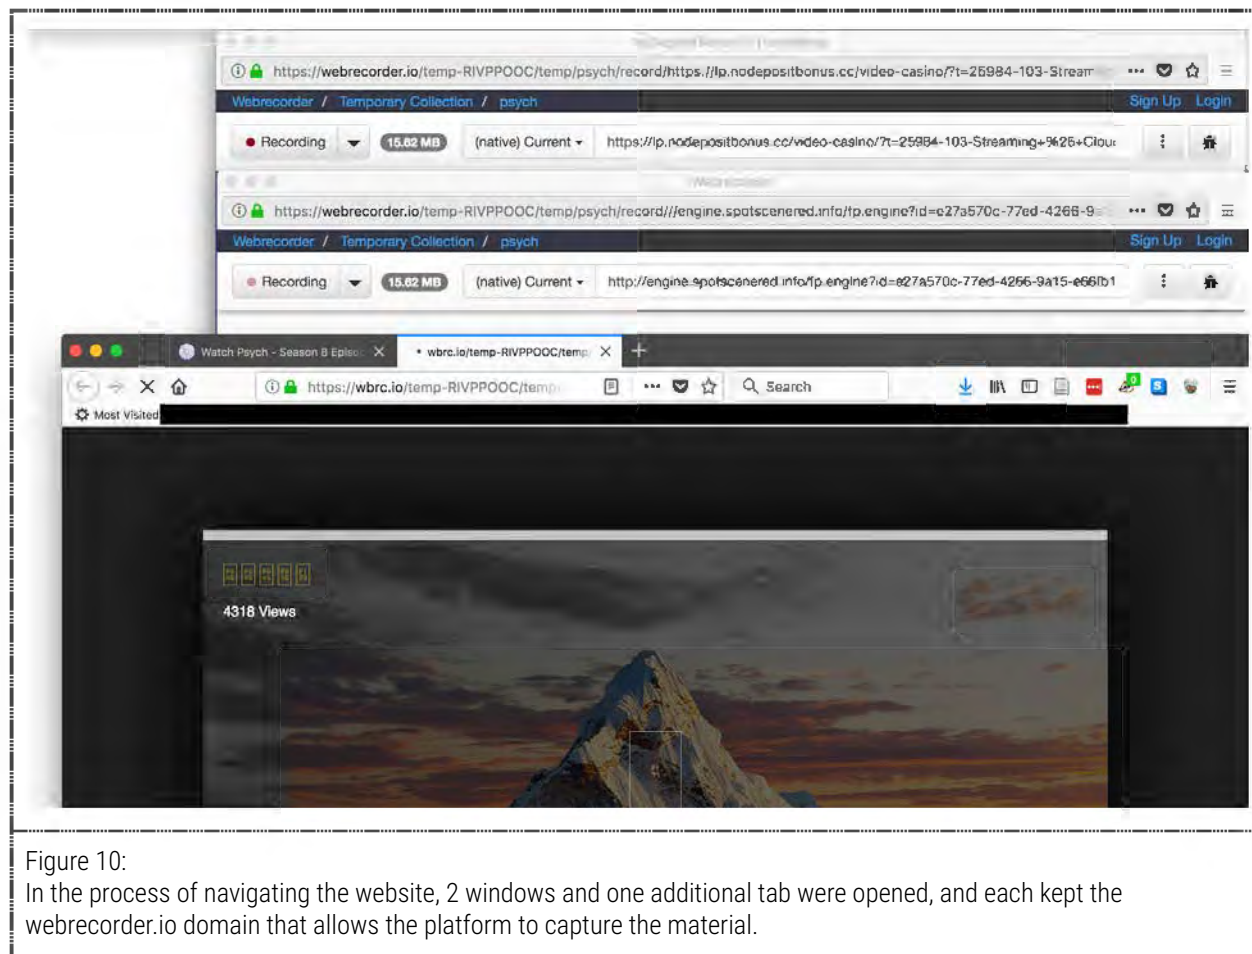 https://webrecorder.io/temp-RIVPPOOC/temp/psych/record/https://lp.nodepositbonus.cc/video-casino/?t=25984-103-Stream
Webrecorder / Temporary Collection / psych Sign Up Login
Recording 15.62 MB (native) Current https://lp.nodepositbonus.cc/video-casino/?t=25984-103-Streaming+%26+Clou
https://webrecorder.io/temp-RIVPPOOC/temp/psych/record///engine.spotscenered.info/fp.engine?id=e27a570c-77ed-4266-9
Webrecorder / Temporary Collection / psych Sign Up Login
Recording 15.62 MB (native) Current http://engine.spotscenered.info/fp.engine?id=e27a570c-77ed-4266-9a15-e66fb1
Watch Psych - Season 8 Episo wbrc.io/temp-RIVPPOOC/temp
https://wbrc.io/temp-RIVPPOOC/temp Search 0 S
Most Visited
4318 Views
Figure 10:
In the process of navigating the website, 2 windows and one additional tab were opened, and each kept the
webrecorder.io domain that allows the platform to capture the material.